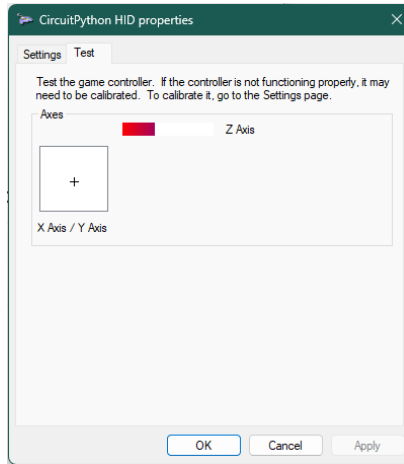 CircuitPython HID properties
Settings Test
Test the game controller. If the controller is not functioning properly, it may
need to be calibrated. To calibrate it, go to the Settings page.
Axes
Z Axis
X Axis / Y Axis
OK Cancel Apply